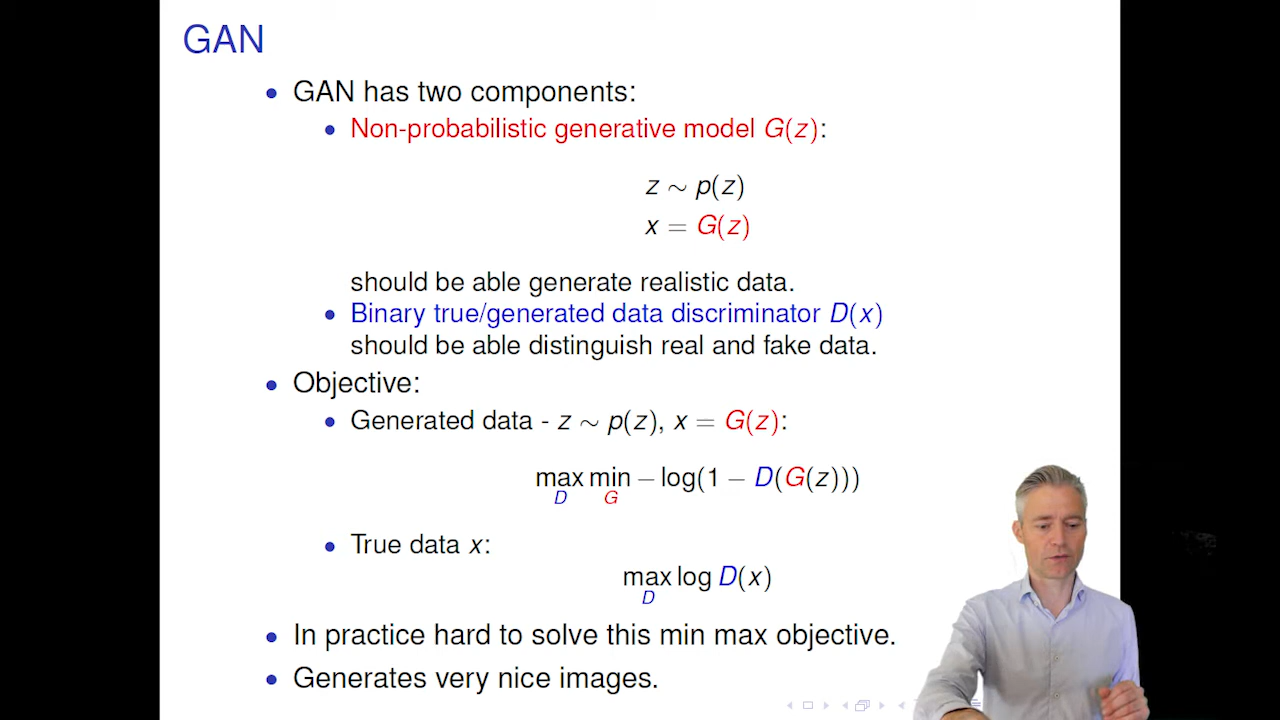 GAN
• GAN has two components:
• Non-probabilistic generative model G(z):
z ∼ p(z)
x = G(z)
should be able generate realistic data.
• Binary true/generated data discriminator D(x)
should be able distinguish real and fake data.
• Objective:
• Generated data - z ∼ p(z), x = G(z):
max min − log(1 − D(G(z)))
D G
• True data x:
max log D(x)
D
• In practice hard to solve this min max objective.
• Generates very nice images.